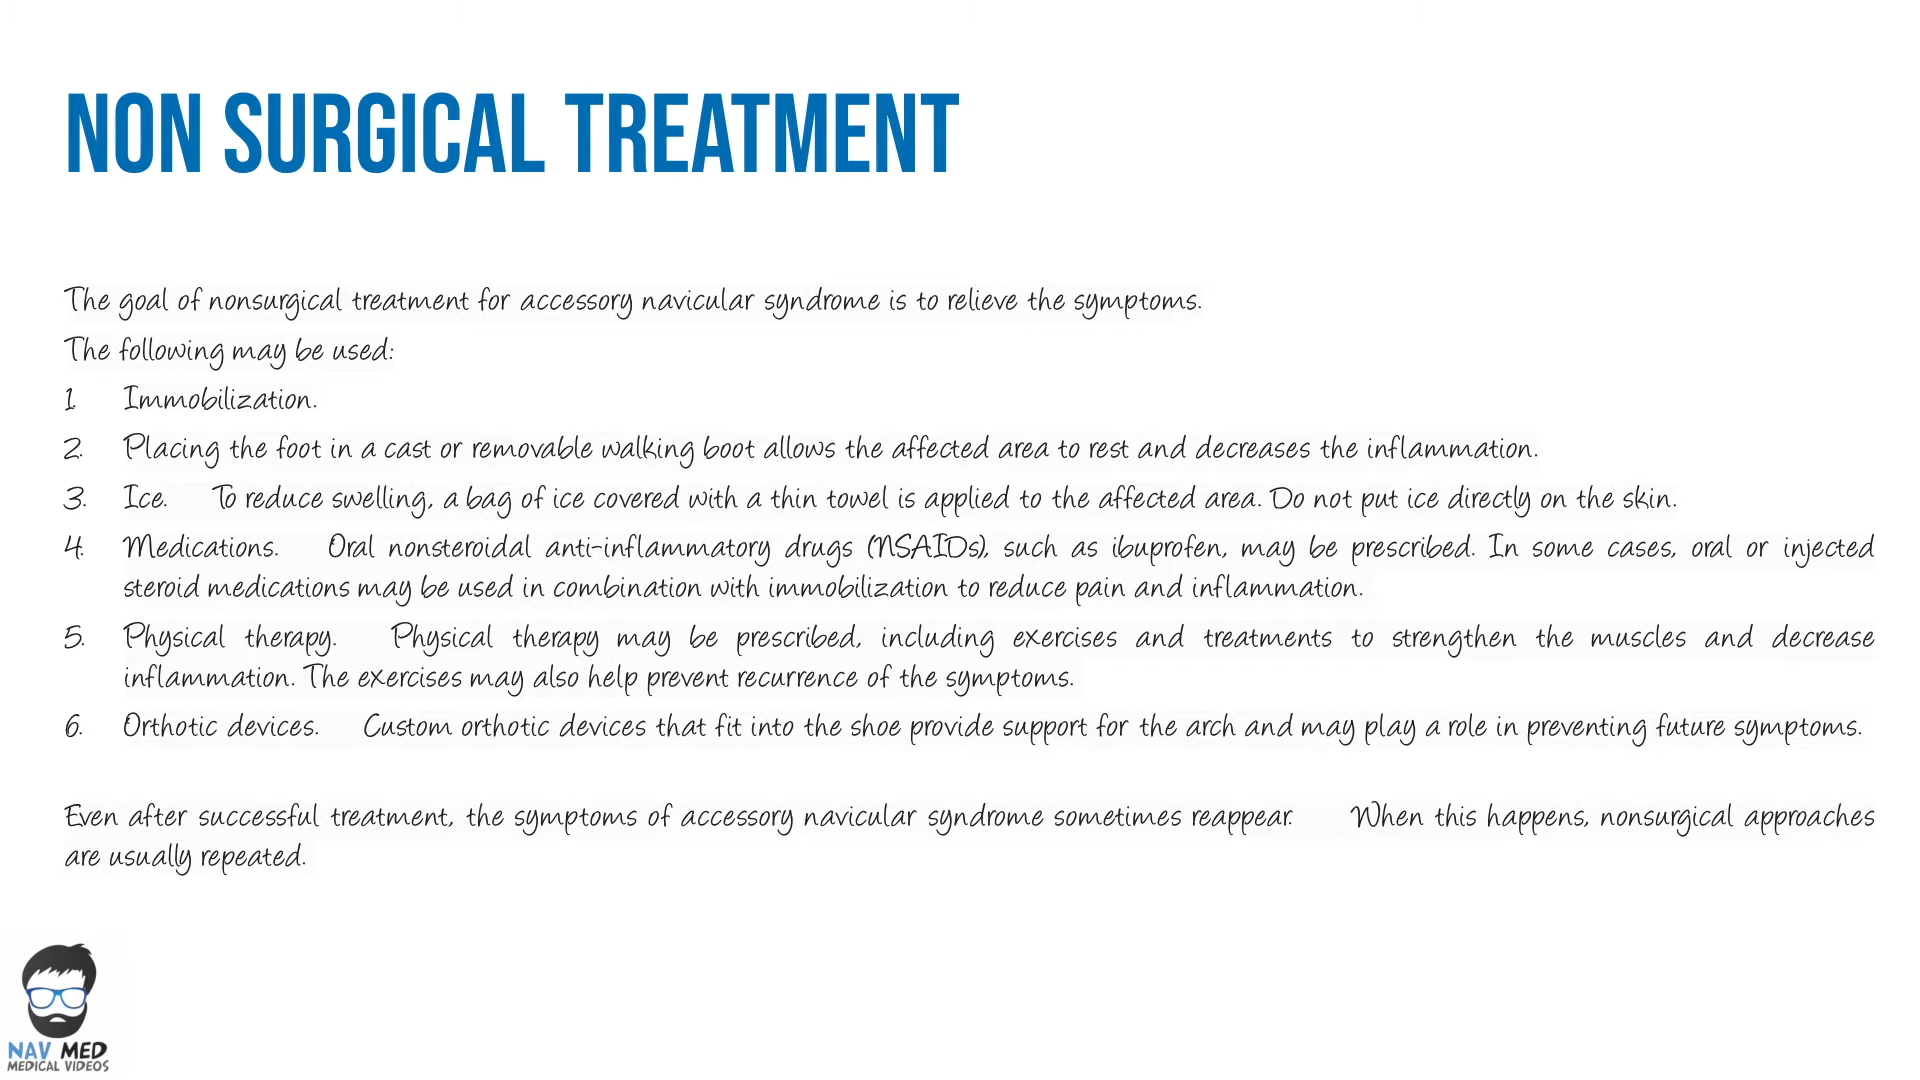 NON SURGICAL TREATMENT
The goal of nonsurgical treatment for accessory navicular syndrome is to relieve the symptoms.
The following may be used:
1. Immobilization.
2. Placing the foot in a cast or removable walking boot allows the affected area to rest and decreases the inflammation.
3. Ice. To reduce swelling, a bag of ice covered with a thin towel is applied to the affected area. Do not put ice directly on the skin.
4. Medications. Oral nonsteroidal anti-inflammatory drugs (NSAIDs), such as ibuprofen, may be prescribed. In some cases, oral or injected
steroid medications may be used in combination with immobilization to reduce pain and inflammation.
5. Physical therapy. Physical therapy may be prescribed, including exercises and treatments to strengthen the muscles and decrease
inflammation. The exercises may also help prevent recurrence of the symptoms.
6. Orthotic devices. Custom orthotic devices that fit into the shoe provide support for the arch and may play a role in preventing future symptoms.
Even after successful treatment, the symptoms of accessory navicular syndrome sometimes reappear. When this happens, nonsurgical approaches
are usually repeated.
NAV MED
MEDICAL VIDEOS